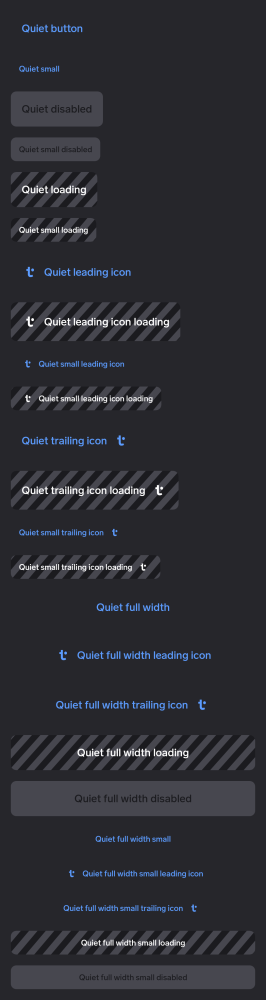 Quiet button
Quiet small
Quiet disabled
Quiet small disabled
Quiet loading
Quiet small loading
Quiet leading icon
Quiet leading icon loading
Quiet small leading icon
Quiet small leading icon loading
Quiet trailing icon
Quiet trailing icon loading
Quiet small trailing icon
Quiet small trailing icon loading
Quiet full width
Quiet full width leading icon
Quiet full width trailing icon
Quiet full width loading
Quiet full width disabled
Quiet full width small
Quiet full width small leading icon
Quiet full width small trailing icon
Quiet full width small loading
Quiet full width small disabled